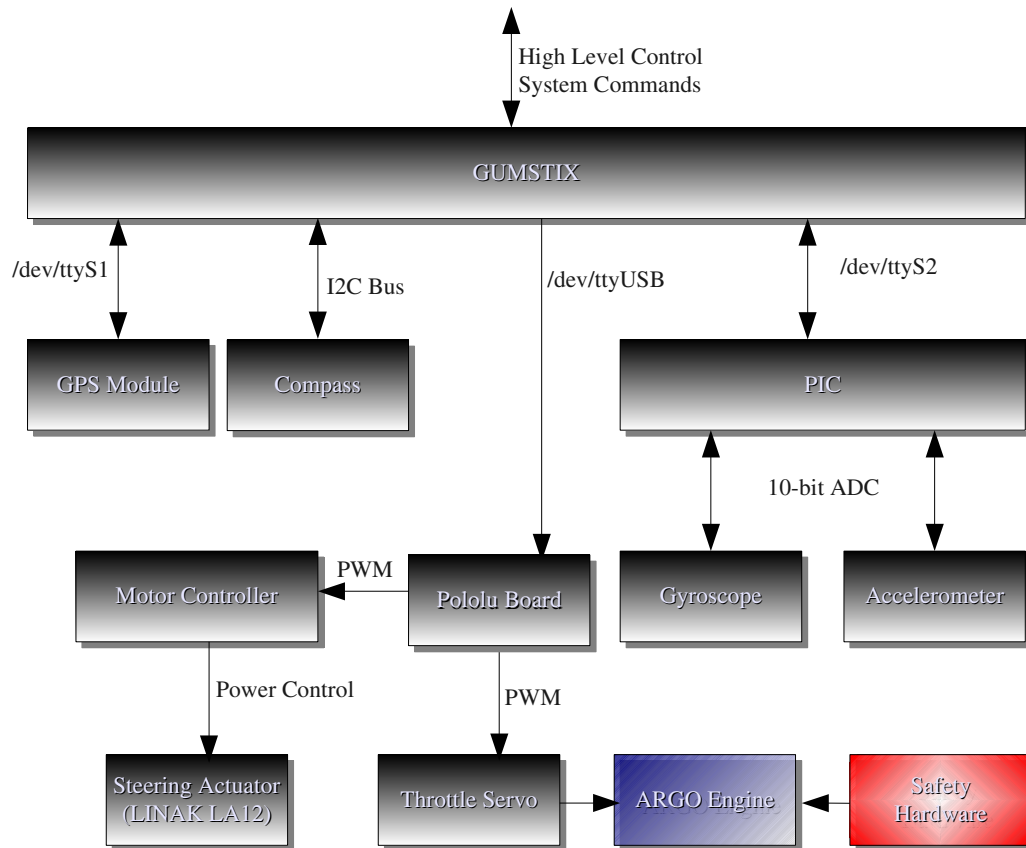 High Level Control
System Commands
GUMSTIX
/dev/ttyS1
I2C Bus
/dev/ttyUSB
/dev/ttyS2
GPS Module
Compass
PIC
10-bit ADC
Motor Controller
PWM
Pololu Board
Gyroscope
Accelerometer
Power Control
PWM
Steering Actuator
(LINAK LA12)
Throttle Servo
ARGO Engine
Safety
Hardware